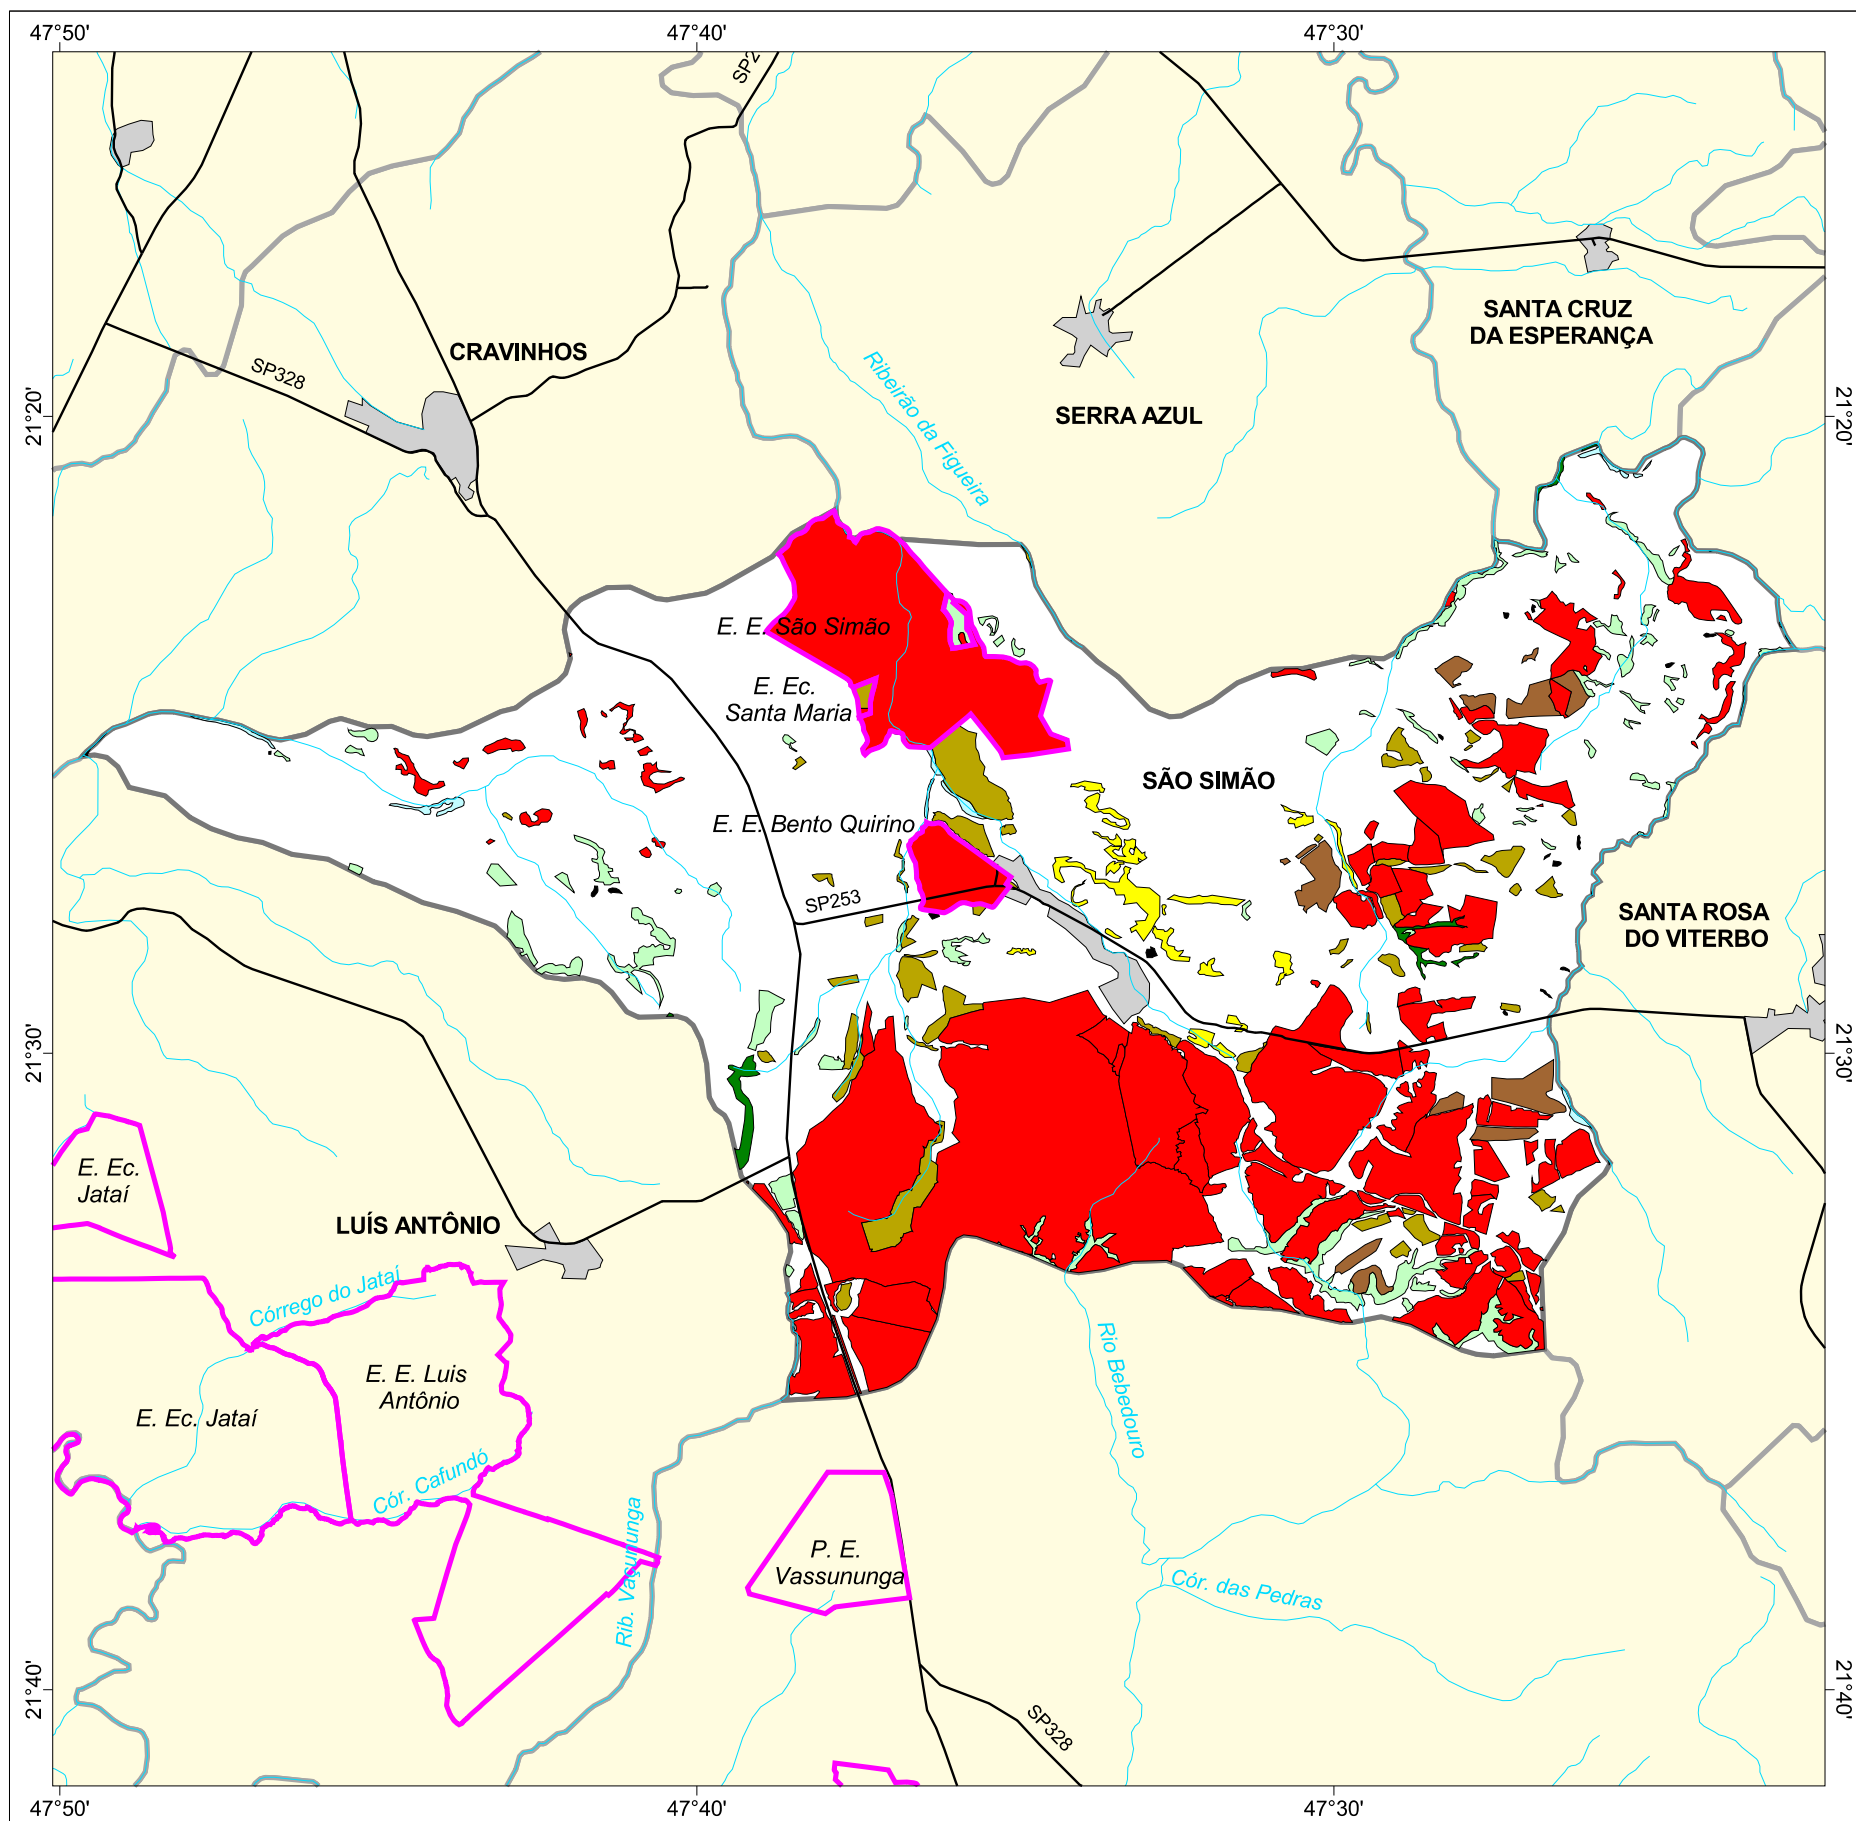 47°50' 47°40' 47°30'
SP2
SANTA CRUZ
DA ESPERANÇA
CRAVINHOS
SP328
Ribeirão da Figueira
SERRA AZUL
21°20' 21°20'
E. E. São Simão
E. Ec.
Santa Maria
SÃO SIMÃO
E. E. Bento Quirino
SP253
SANTA ROSA
DO VITERBO
21°30' 21°30'
E. Ec.
Jataí
LUÍS ANTÔNIO
Córrego do Jataí
E. E. Luis
Antônio
E. Ec. Jataí
Rio Bebedouro
Cór. Cafundó
Rib. Vaçununga
P. E.
Vassununga
Cór. das Pedras
21°40' 21°40'
SP328
47°50' 47°40' 47°30'